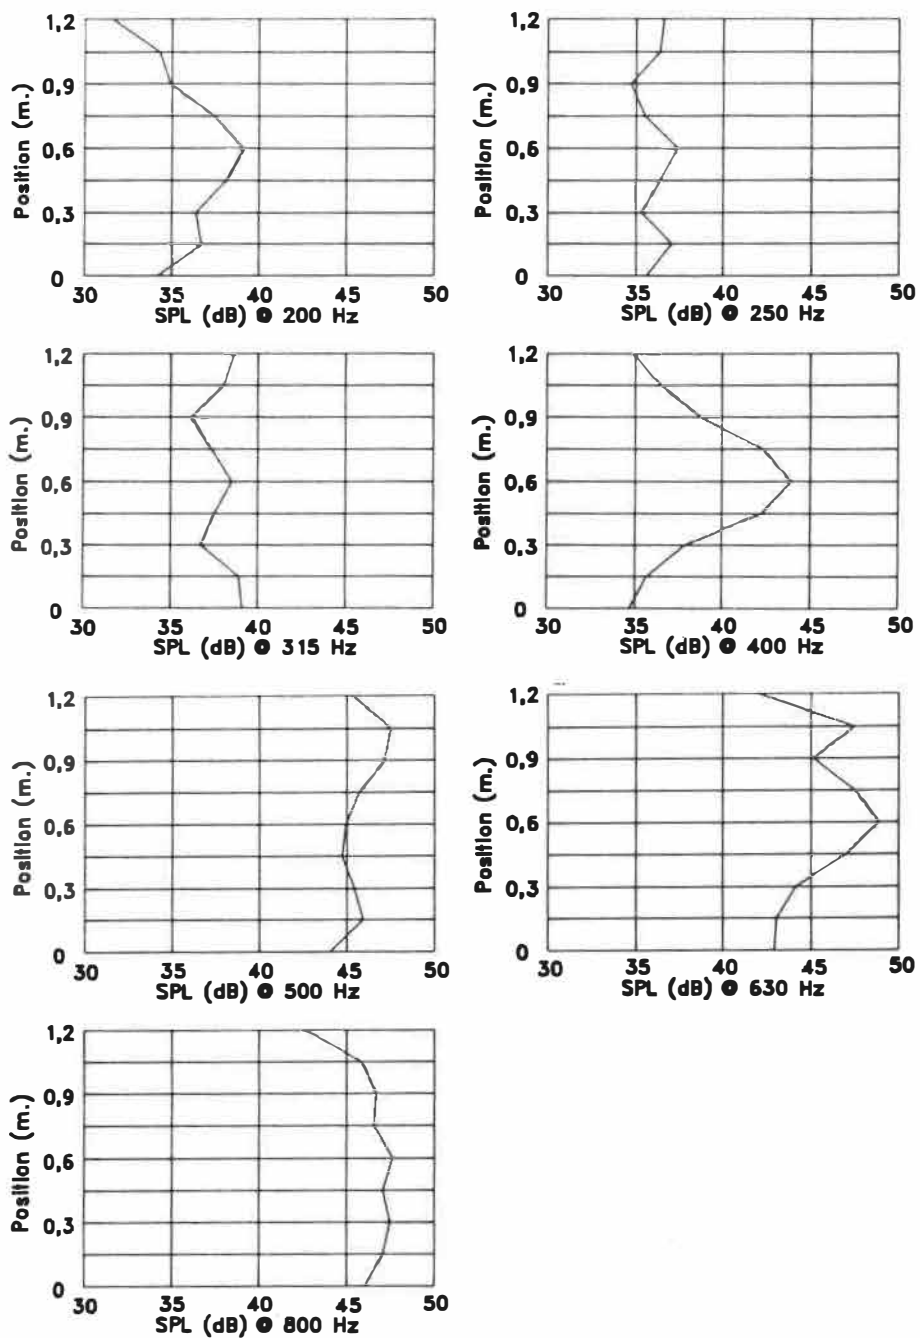 Position (m.)
1,2
0,9
0,6
0,3
0
30 35 40 45 50
SPL (dB) @ 200 Hz
Position (m.)
1,2
0,9
0,6
0,3
0
30 35 40 45 50
SPL (dB) @ 250 Hz
Position (m.)
1,2
0,9
0,6
0,3
0
30 35 40 45 50
SPL (dB) @ 315 Hz
Position (m.)
1,2
0,9
0,6
0,3
0
30 35 40 45 50
SPL (dB) @ 400 Hz
Position (m.)
1,2
0,9
0,6
0,3
0
30 35 40 45 50
SPL (dB) @ 500 Hz
Position (m.)
1,2
0,9
0,6
0,3
0
30 35 40 45 50
SPL (dB) @ 630 Hz
Position (m.)
1,2
0,9
0,6
0,3
0
30 35 40 45 50
SPL (dB) @ 800 Hz